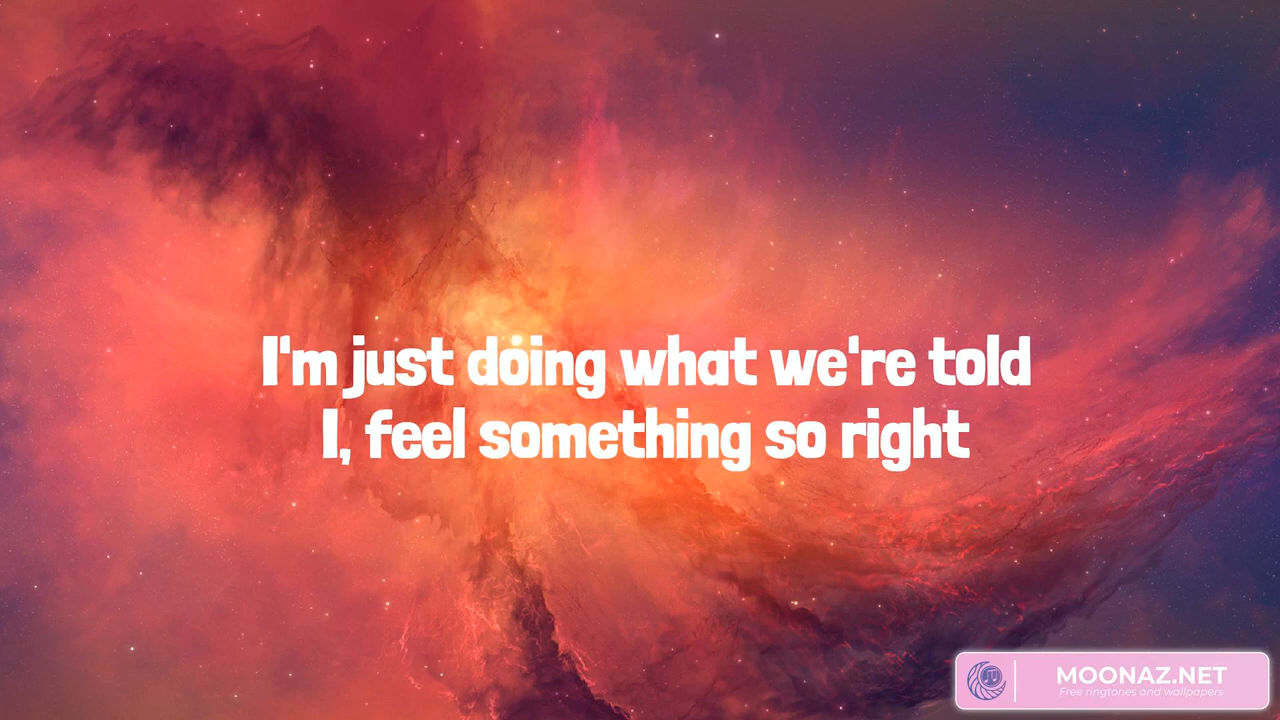 I'm just doing what we're told
I, feel something so right
MOONAZ.NET
Free ringtones and wallpapers